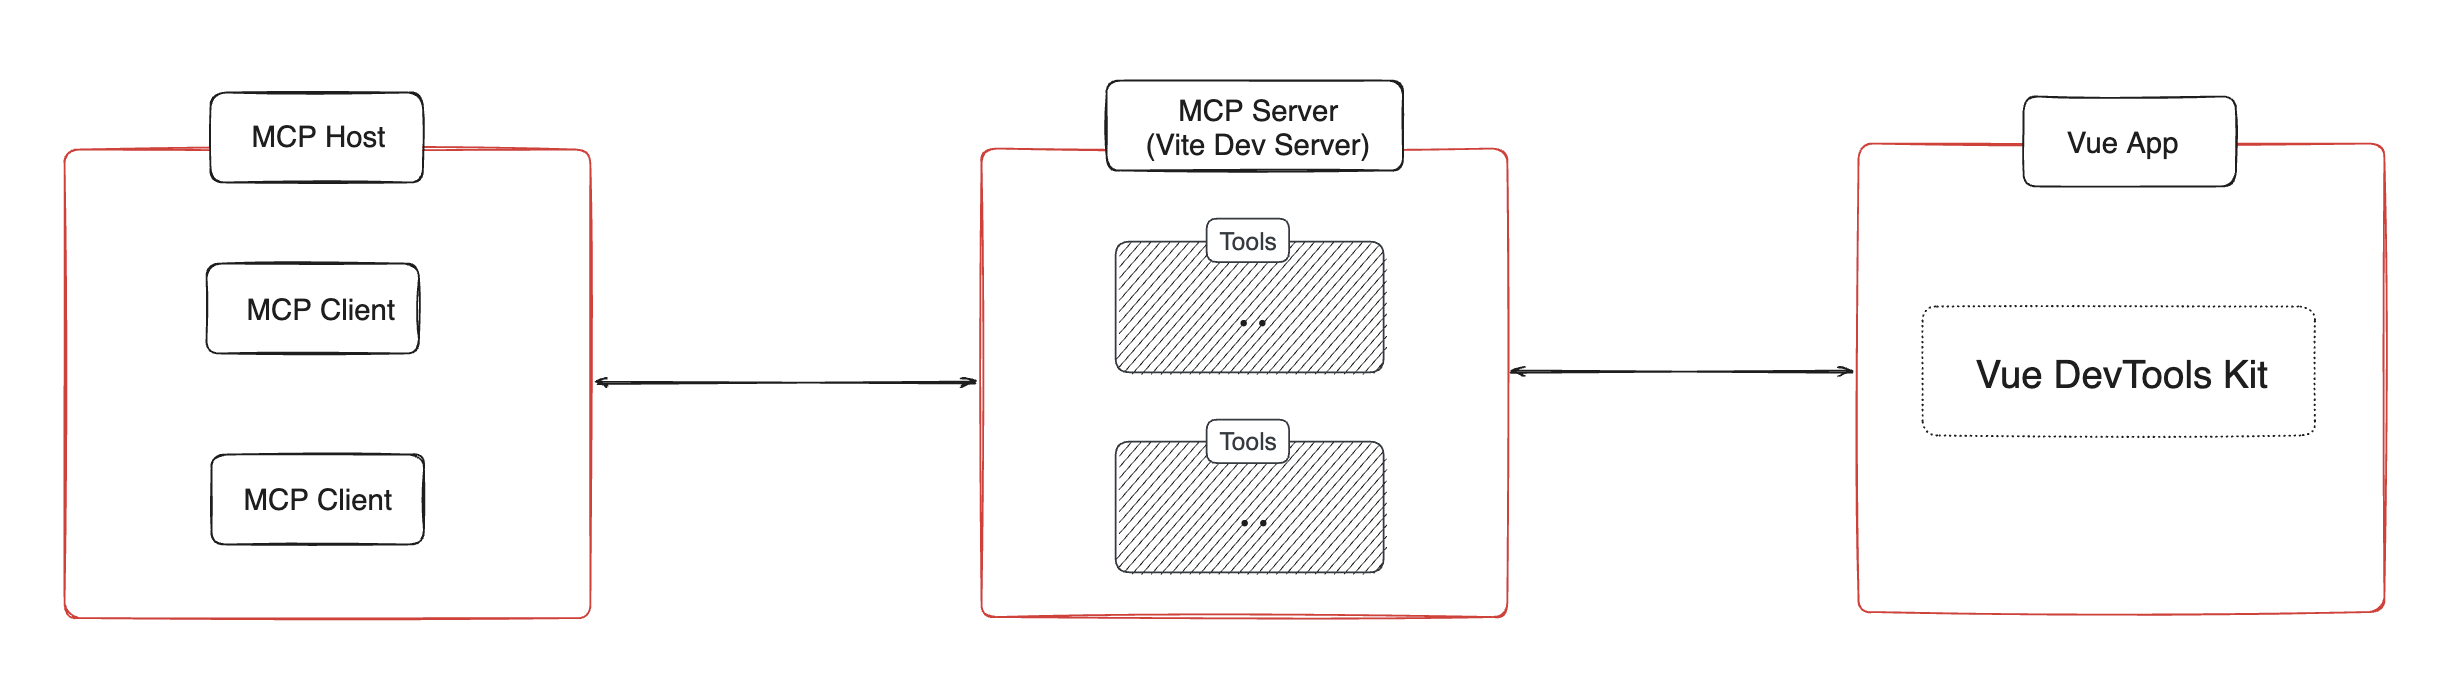 MCP Host
MCP Client
MCP Client
MCP Server
(Vite Dev Server)
Tools
..
Tools
..
Vue App
Vue DevTools Kit